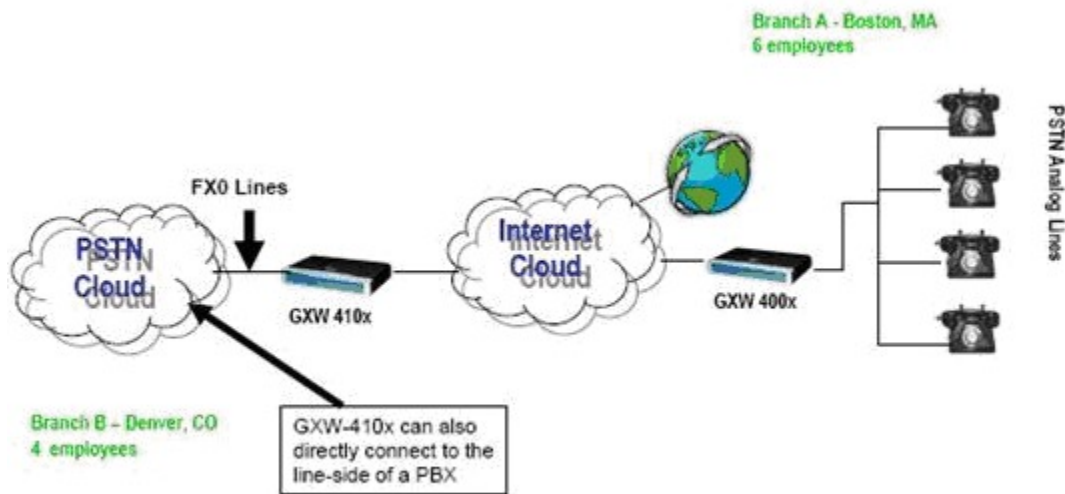 Branch A - Boston, MA
6 employees
PSTN Analog Lines
FX0 Lines
PSTN
Cloud
Internet
Cloud
GXW 410x
GXW 400x
Branch B – Denver, CO
4 employees
GXW-410x can also
directly connect to the
line-side of a PBX